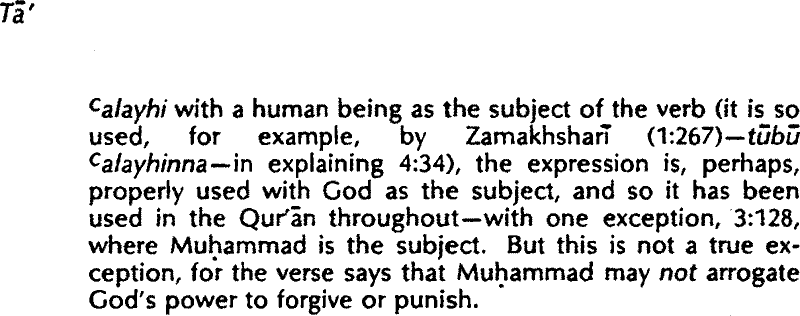 Tā’
ᶜalayhi with a human being as the subject of the verb (it is so
used, for example, by Zamakhsharī (1:267)—tūbū
ᶜalayhinna—in explaining 4:34), the expression is, perhaps,
properly used with God as the subject, and so it has been
used in the Qur’ān throughout—with one exception, 3:128,
where Muḥammad is the subject. But this is not a true ex-
ception, for the verse says that Muḥammad may not arrogate
God's power to forgive or punish.